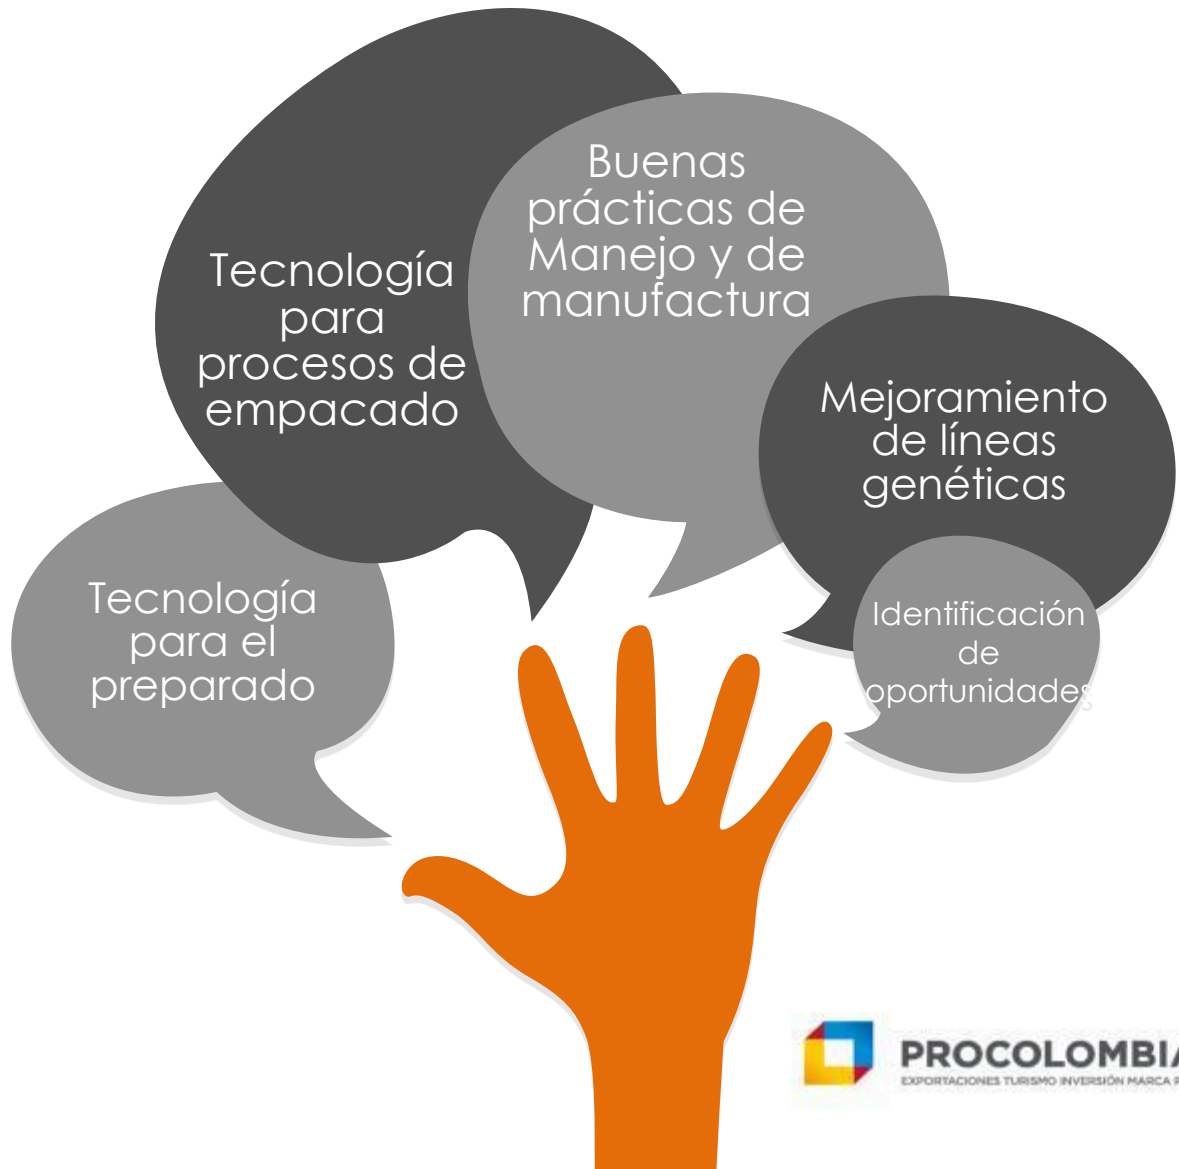 Tecnología
para el
preparado
Tecnología
para
procesos de
empacado
Buenas
prácticas de
Manejo y de
manufactura
Mejoramiento
de líneas
genéticas
Identificación
de
oportunidades
PROCOLOMBIA
EXPORTACIONES TURISMO INVERSIÓN MARCA P